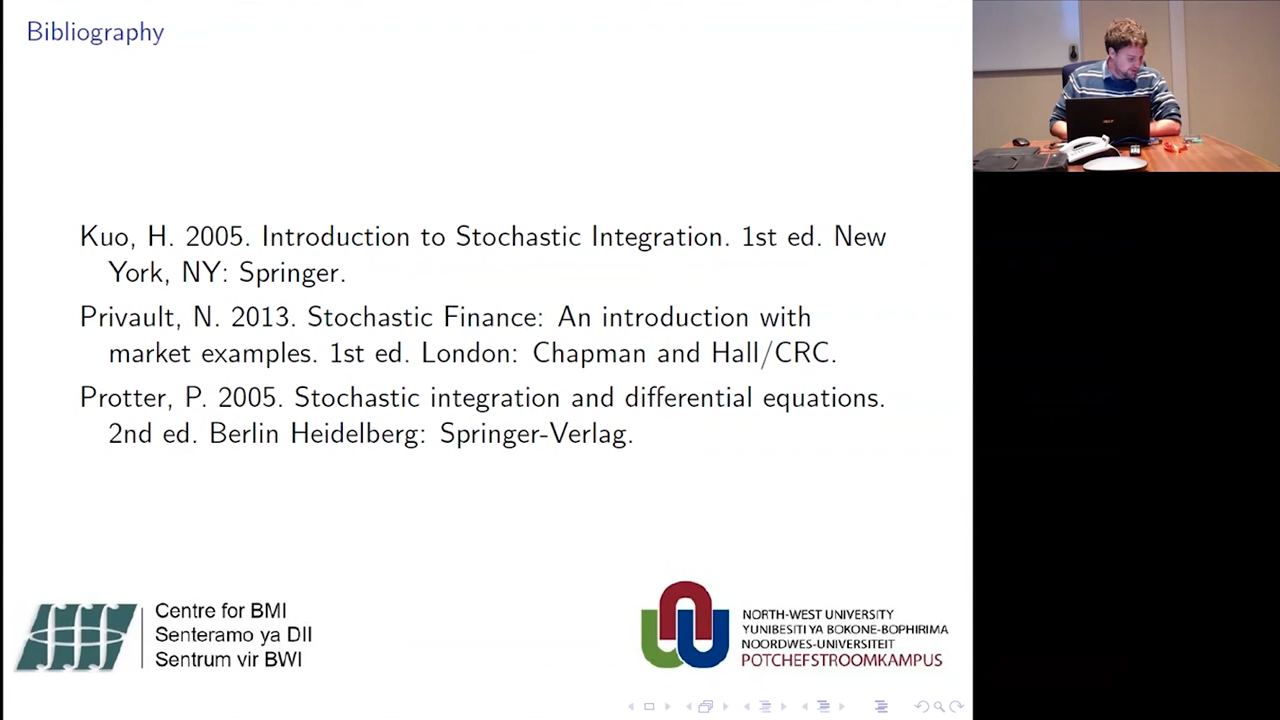 Bibliography
Kuo, H. 2005. Introduction to Stochastic Integration. 1st ed. New
York, NY: Springer.
Privault, N. 2013. Stochastic Finance: An introduction with
market examples. 1st ed. London: Chapman and Hall/CRC.
Protter, P. 2005. Stochastic integration and differential equations.
2nd ed. Berlin Heidelberg: Springer-Verlag.
Centre for BMI
Senteramo ya DII
Sentrum vir BWI
NORTH-WEST UNIVERSITY
YUNIBESITI YA BOKONE-BOPHIRIMA
NOORDWES-UNIVERSITEIT
POTCHEFSTROOMKAMPUS
acer